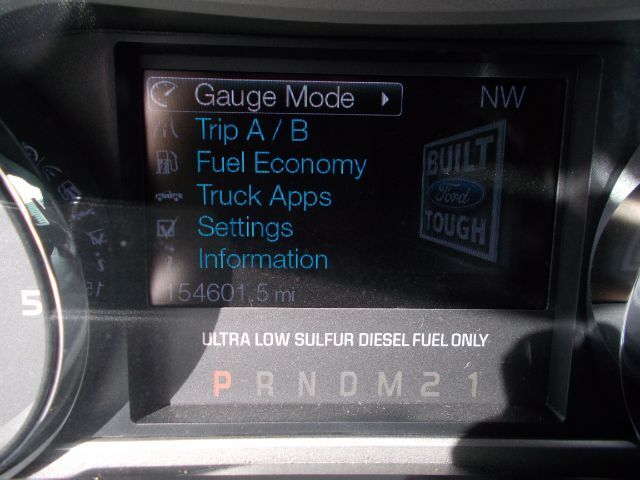 Gauge Mode NW
Trip A / B
Fuel Economy
Truck Apps
Settings
Information
BUILT
Ford
TOUGH
154601.5 mi
5
ULTRA LOW SULFUR DIESEL FUEL ONLY
P R N D M 2 1